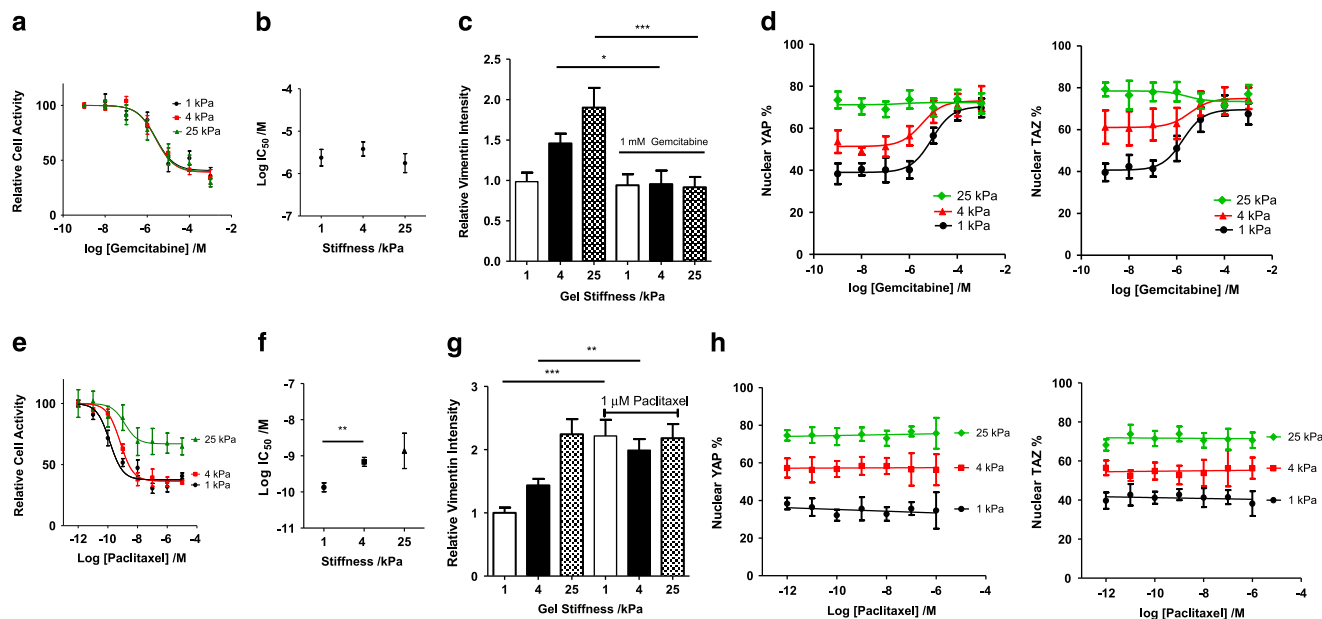 a
Relative Cell Activity
100
50
0
1 kPa
4 kPa
25 kPa
-10 -8 -6 -4 -2
log [Gemcitabine] /M
b
Log IC50 /M
-4
-5
-6
-7
1 4 25
Stiffness /kPa
c
***
*
Relative Vimentin Intensity
2.5
2.0
1.5
1.0
0.5
0.0
1 mM Gemcitabine
1 4 25 1 4 25
Gel Stiffness /kPa
d
Nuclear YAP %
100
80
60
40
20
0
25 kPa
4 kPa
1 kPa
-10 -8 -6 -4 -2
log [Gemcitabine] /M
Nuclear TAZ %
100
80
60
40
20
0
25 kPa
4 kPa
1 kPa
-10 -8 -6 -4 -2
log [Gemcitabine] /M
e
Relative Cell Activity
100
50
0
25 kPa
4 kPa
1 kPa
-12 -10 -8 -6 -4
Log [Paclitaxel] /M
f
Log IC50 /M
-7
-8
-9
-10
-11
**
1 4 25
Stiffness /kPa
g
**
***
Relative Vimentin Intensity
3
2
1
0
1 μM Paclitaxel
1 4 25 1 4 25
Gel Stiffness /kPa
h
Nuclear YAP %
100
80
60
40
20
0
25 kPa
4 kPa
1 kPa
-12 -10 -8 -6 -4
Log [Paclitaxel] /M
Nuclear TAZ %
100
80
60
40
20
0
25 kPa
4 kPa
1 kPa
-12 -10 -8 -6 -4
log [Paclitaxel] /M